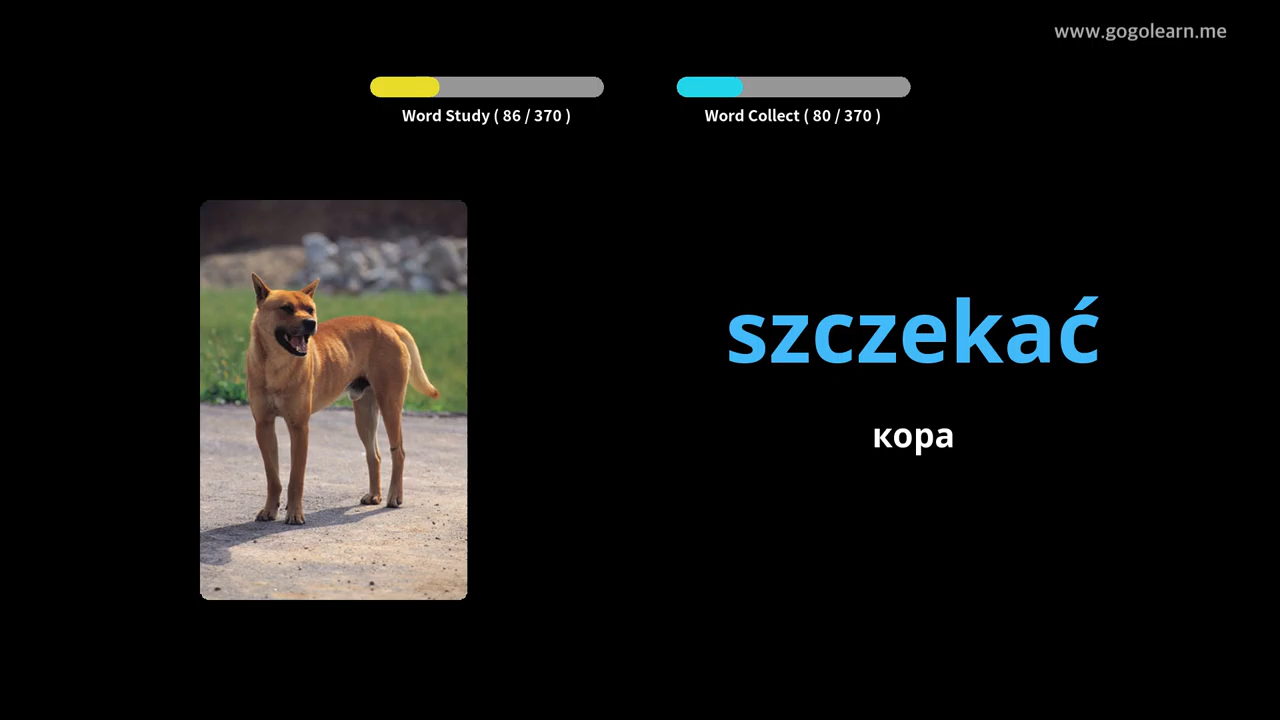 www.gogolearn.me
Word Study ( 86 / 370 )
Word Collect ( 80 / 370 )
szczekać
кора